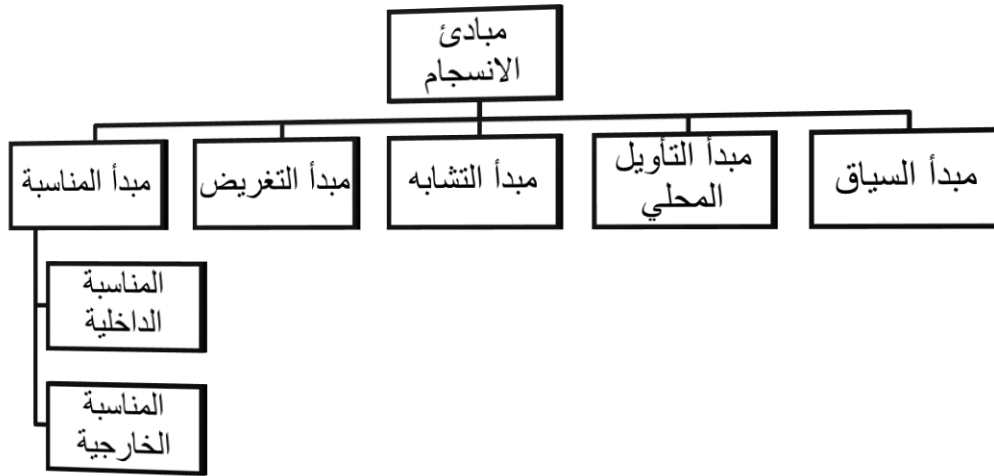 مبادئ
الانسجام
مبدأ السياق
مبدأ التأويل
المحلي
مبدأ التشابه
مبدأ التغريض
مبدأ المناسبة
المناسبة
الداخلية
المناسبة
الخارجية